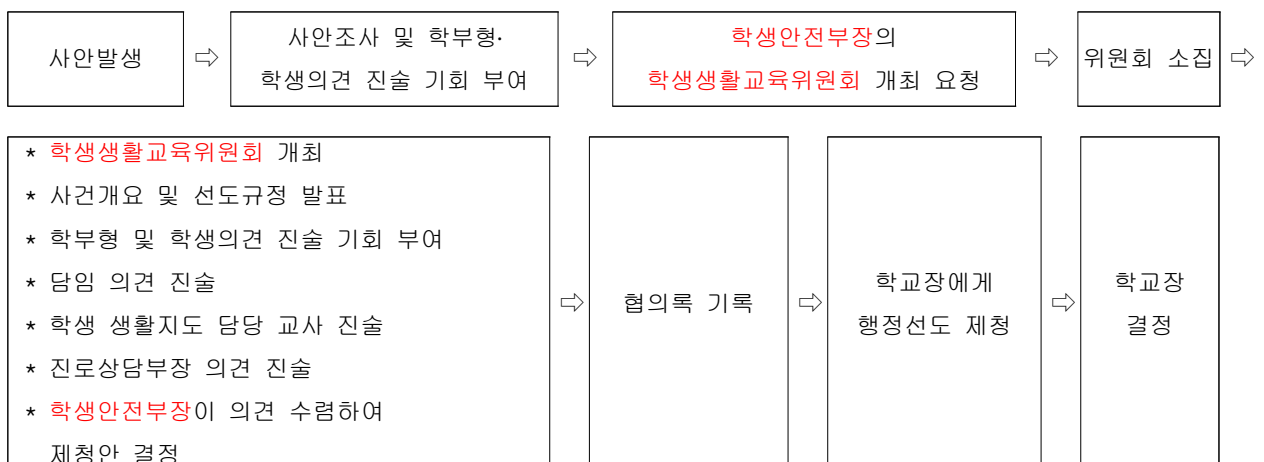 사안발생
⇨
사안조사 및 학부형·
학생의견 진술 기회 부여
⇨
학생안전부장의
학생생활교육위원회 개최 요청
⇨
위원회 소집
⇨
* 학생생활교육위원회 개최
* 사건개요 및 선도규정 발표
* 학부형 및 학생의견 진술 기회 부여
* 담임 의견 진술
* 학생 생활지도 담당 교사 진술
* 진로상담부장 의견 진술
* 학생안전부장이 의견 수렴하여
제청안 결정
⇨
협의록 기록
⇨
학교장에게
행정선도 제청
⇨
학교장
결정